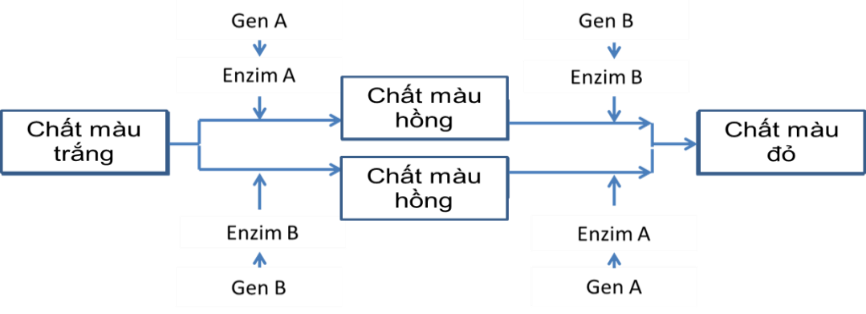 Gen A
Gen B
Enzim A
Enzim B
Chất màu
trắng
Chất màu
hồng
Chất màu
hồng
Chất màu
đỏ
Enzim B
Enzim A
Gen B
Gen A